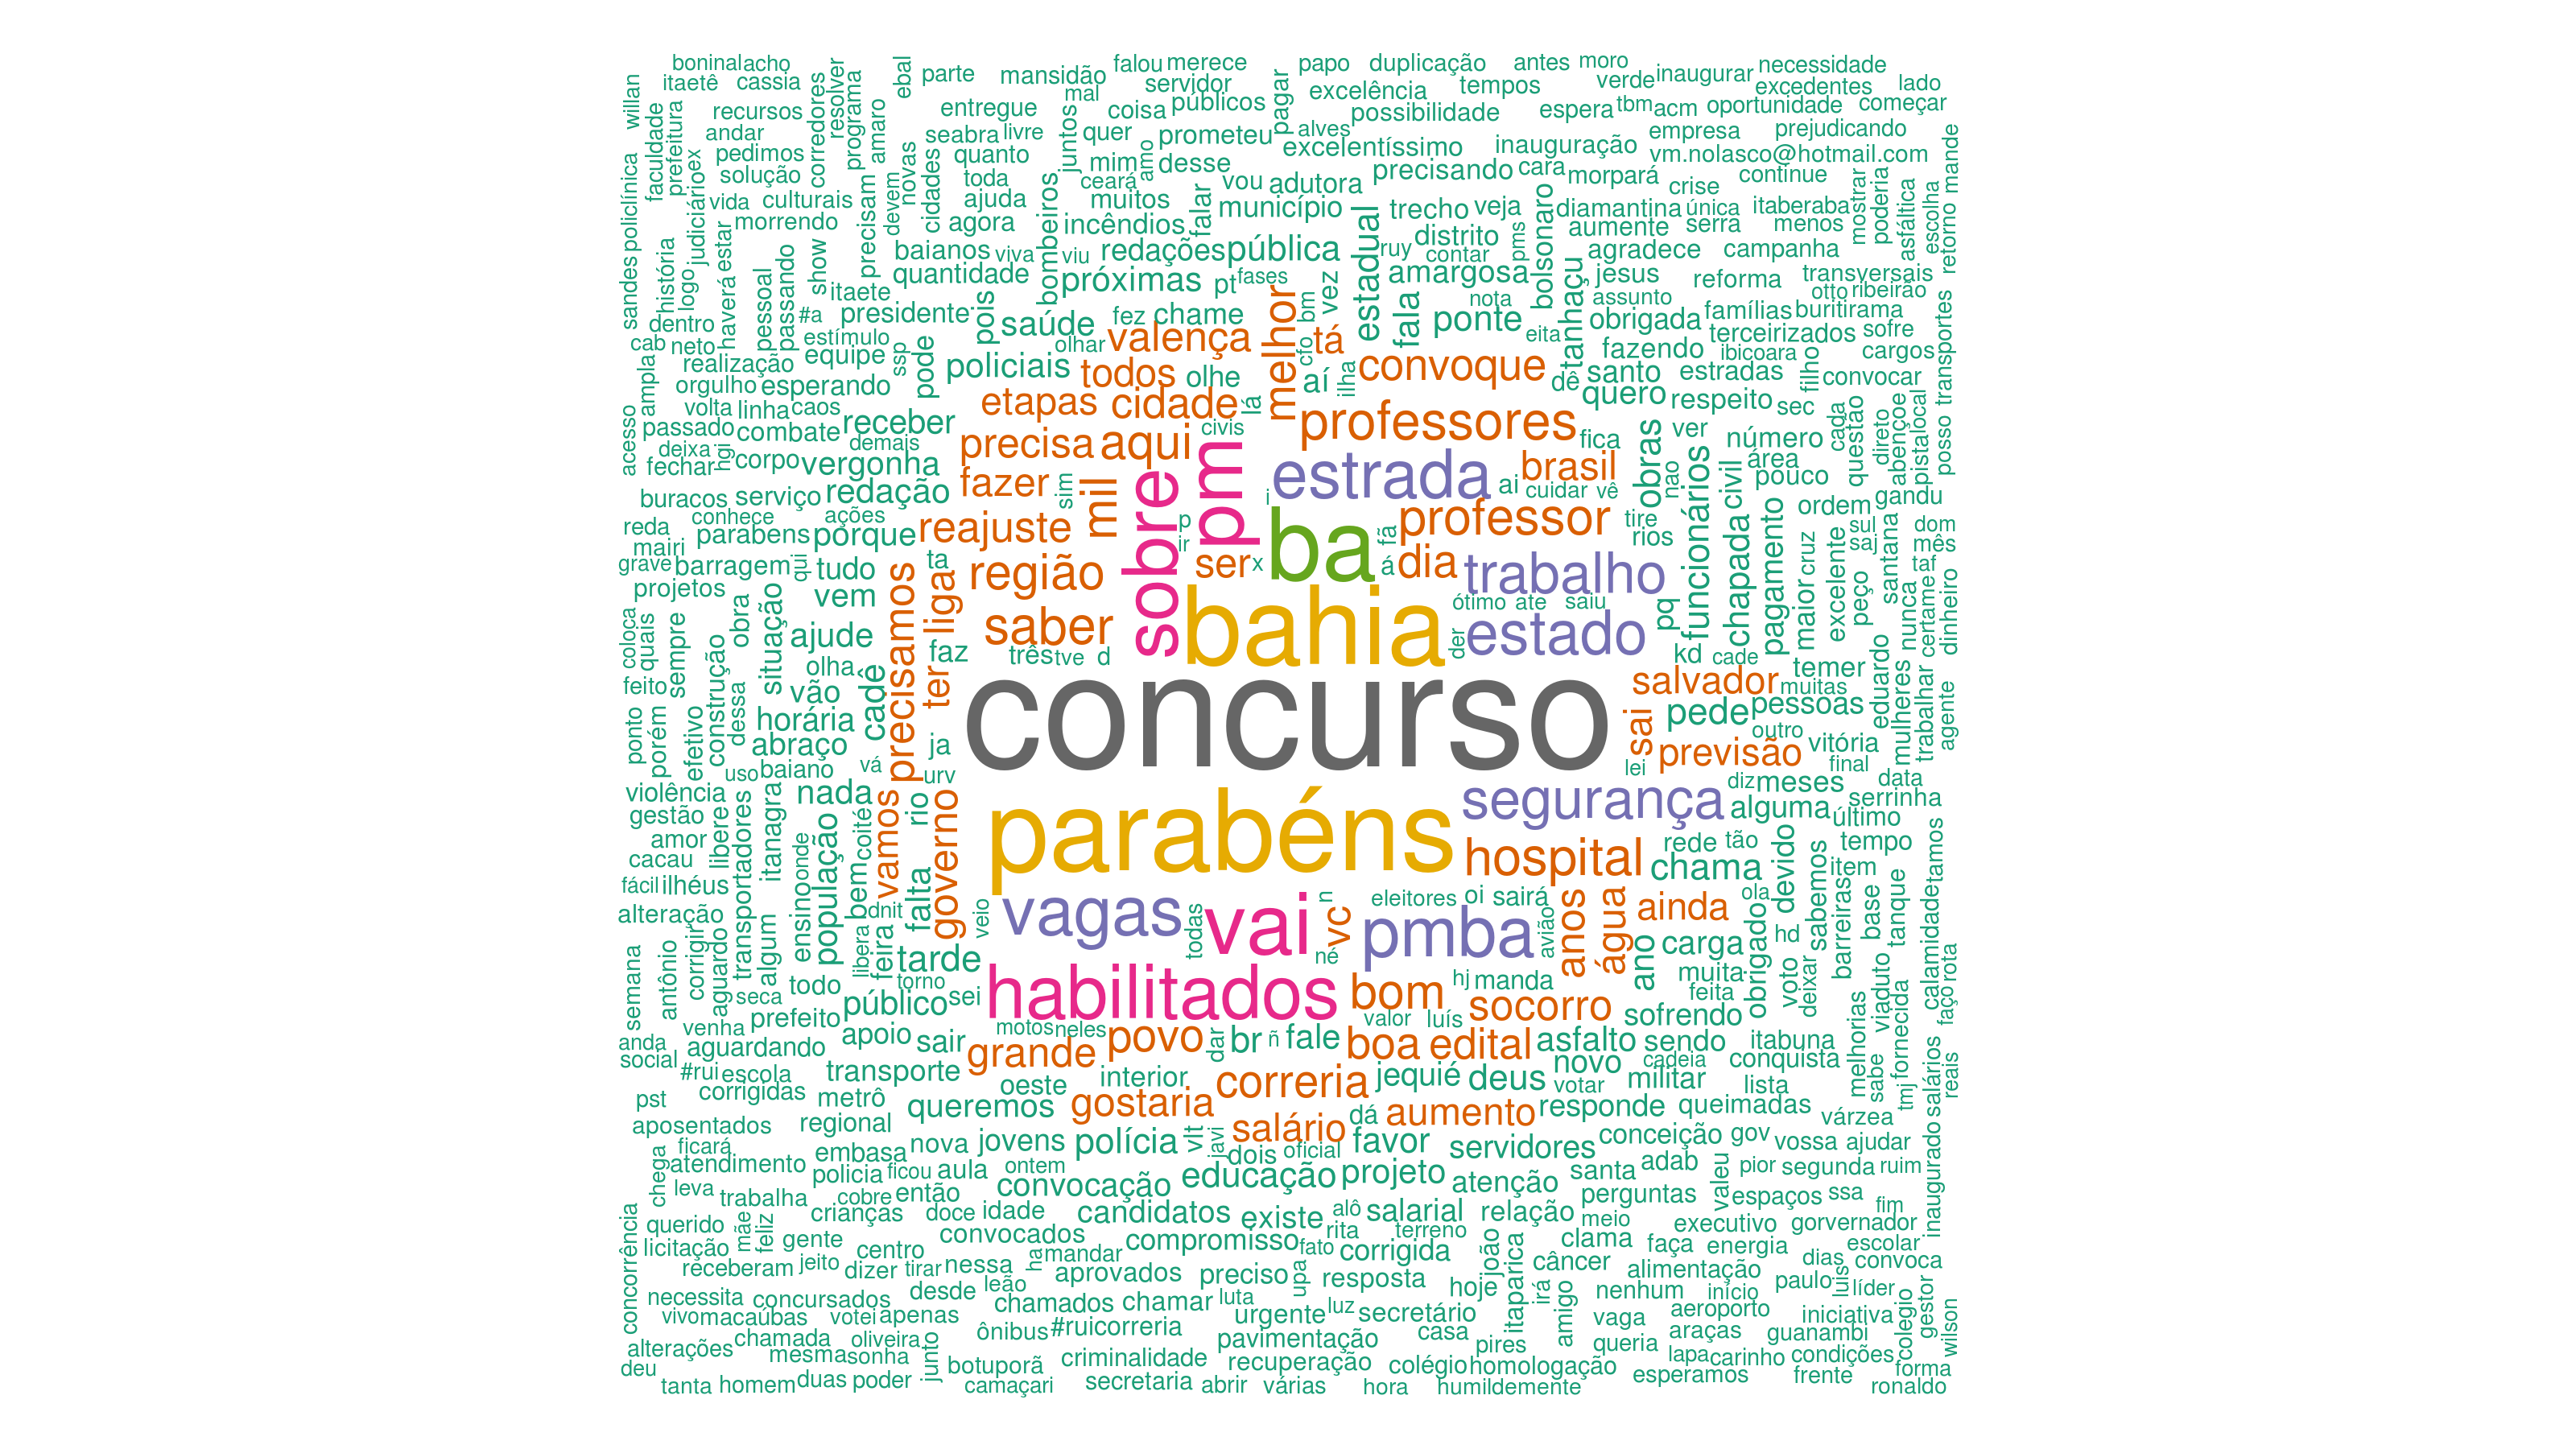 boninal acho falou merece papo duplicação antes moro necessidade
itaetê cassia ebal parte mansidão servidor verde inaugurar excedentes lado
willan recursos corredores resolver programa entregue mal coisa públicos pagar excelência tempos possibilidade espera tbm acm oportunidade começar
faculdade prefeitura andar amaro seabra livre juntos quer prometeu alves empresa prejudicando
pedimos quanto mim amo desse excelentíssimo inauguração vm.nolasco@hotmail.com mande
policlínica judiciário ex solução precisam devem novas cidades toda ceará vou adutora precisando cara morpará crise continue
vida culturais ajuda muitos município trecho veja diamantina única itaberaba mostrar poderia asfáltica escolha retorno
morrendo agora bombeiros incêndios falar estadual distrito bolsonaro aumente serra menos
sandes história logo haverá estar baianos viva viu redações pública ruy contar pms agradece campanha
pessoal passando show quantidade próximas pt fases vez amargosa tanhaçu jesus reforma transversais
itaete nota assunto famílias buritirama otto ribeirão
dentro #a presidente pois saúde fez chame melhor bm fala ponte eita obrigada terceirizados sofre
cab neto estímulo olhar valença cfo tá fazendo ibicoara cargos transportes
realização equipe ssp pode policiais todos olhe aí ilha convoque dê santo estradas filho convocar
ampla orgulho esperando etapas cidade lá quero respeito sec
volta linha caos receber professores cada questão direto abençoe local pista posso
acesso passado combate demais precisa aqui civis fica obras ver número
deixa fechar hgi corpo vergonha pm estrada brasil nao civil área pouco
buracos serviço redação fazer sim mil sobre i ai cuidar vê funcionários ordem gandu
reda conhece ações reajuste p professor tire chapada pagamento sul dom
mairi parabens porque ir ba fã rios cruz saj mês
grave barragem qui tudo ta região ser x á dia trabalho maior excelente santana taf
projetos vem liga bahia ótimo ate saiu pq peço nunca certame dinheiro
coloca quais sempre obra situação ajude precisamos saber der estado
construção dessa olha faz três tve d kd cade temer
feito vão cadê ter concurso salvador muitas eduardo mulheres trabalhar agente
ponto porém efetivo horária sai pede pessoas
abraço ja previsão outro vitória
uso baiano vá urv lei final
violência nada vamos rio governo parabéns segurança diz meses data
gestão transportadores itanagra população coité alguma serrinha último
amor libere onde ensino bem falta hospital rede tão devido tempo tamos
cacau chama sabemos item
fácil ilhéus vagas vai n vc eleitores oi sairá anos água ainda ola barreiras base tanque calamidade
alteração algum dnit veio todas pmba avião
corrigir aguardo libera feira tarde né ano carga obrigado hd
semana antônio seca todo torno habilitados bom hj manda muita voto deixar viaduto fornecida faço rota
público sei socorro feita
venha prefeito motos neles valor luís sofrendo
anda aguardando apoio sair grande povo dar br ñ fale boa edital asfalto sendo itabuna melhorias
social #rui escola transporte interior correria jequié deus novo cadeia conquista sabe tmj salários reais
corrigidas metrô oeste votar militar lista
pst queremos gostaria dá aumento responde queimadas várzea
aposentados regional salário
ficará embasa nova jovens polícia vlt javi dois oficial favor servidores conceição gov vossa ajudar inaugurado
chega atendimento policia ficou aula ontem educação projeto atenção santa adab valeu pior segunda ruim
leva trabalha cobre então convocação perguntas espaços ssa
concorrência querido mãe feliz crianças doce idade candidatos existe alô salarial relação meio executivo gorvernador fim
licitação gente centro convocados ha mandar compromisso fato rita terreno corrigida joão clama faça energia escolar
receberam jeito dizer tirar nessa aprovados preciso upa resposta hoje itaparica câncer alimentação dias convoca
necessita concursados desde leão chamados chamar luta luz secretário irá amigo nenhum início paulo luis líder
vivo macaúbas votei apenas urgente vaga aeroporto iniciativa colegio gestor
alterações chamada oliveira junto ônibus #ruicorreria pavimentação casa pires queria araças guanambi wilson
deu mesma sonha botuporã criminalidade recuperação colégio homologação lapa carinho condições
tanta homem duas poder camaçari secretaria abrir várias hora humildemente esperamos frente forma ronaldo